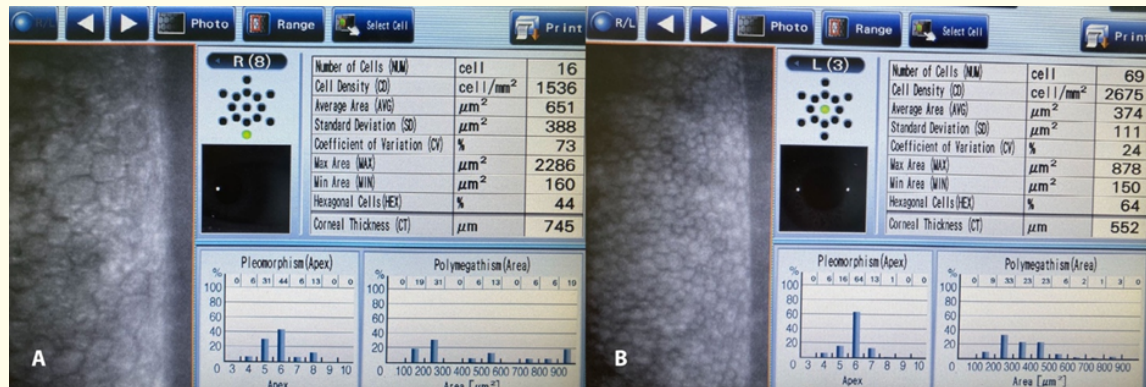 R/L Photo Range Select Cell Print
R (8)
Number of Cells (NUM) cell 16
Cell Density (CD) cell/mm² 1536
Average Area (AVG) μm² 651
Standard Deviation (SD) μm² 388
Coefficient of Variation (CV) % 73
Max Area (MAX) μm² 2286
Min Area (MIN) μm² 160
Hexagonal Cells(HEX) % 44
Corneal Thickness (CT) μm 745
Pleomorphism(Apex)
%
0 6 31 44 6 13 0 0
100
80
60
40
20
0 3 4 5 6 7 8 9 10
Apex
Polymegathism(Area)
%
0 19 31 0 6 13 0 6 6 19
100
80
60
40
20
0 100 200 300 400 500 600 700 800 900
Area [μm²]
A
R/L Photo Range Select Cell Print
L (3)
Number of Cells (NUM) cell 69
Cell Density (CD) cell/mm² 2675
Average Area (AVG) μm² 374
Standard Deviation (SD) μm² 111
Coefficient of Variation (CV) % 24
Max Area (MAX) μm² 878
Min Area (MIN) μm² 150
Hexagonal Cells(HEX) % 64
Corneal Thickness (CT) μm 552
Pleomorphism(Apex)
%
0 6 16 64 13 1 0 0
100
80
60
40
20
0 3 4 5 6 7 8 9 10
Apex
Polymegathism(Area)
%
0 9 33 23 23 6 2 1 3 0
100
80
60
40
20
0 100 200 300 400 500 600 700 800 900
Area [μm²]
B